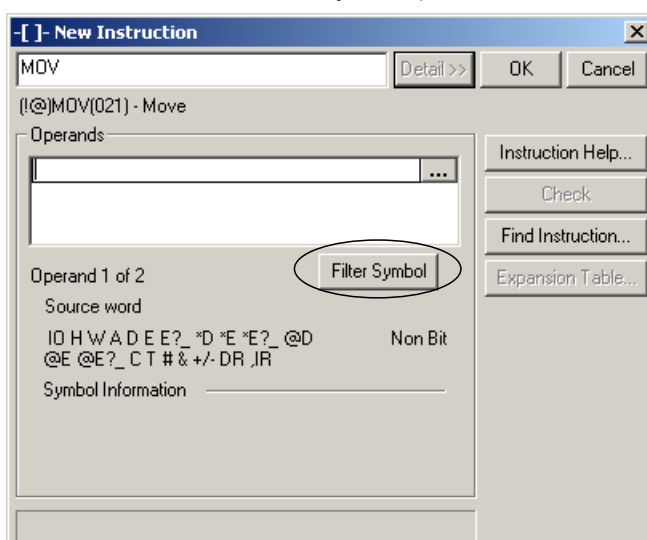 -[ ]- New Instruction
MOV
Detail >>
OK
Cancel
(!@)MOV(021) - Move
Operands
...
Instruction Help...
Check
Find Instruction...
Expansion Table...
Operand 1 of 2
Filter Symbol
Source word
IO H W A D E E?_ *D *E *E?_ @D
@E @E?_ C T # & +/- DR ,IR
Non Bit
Symbol Information